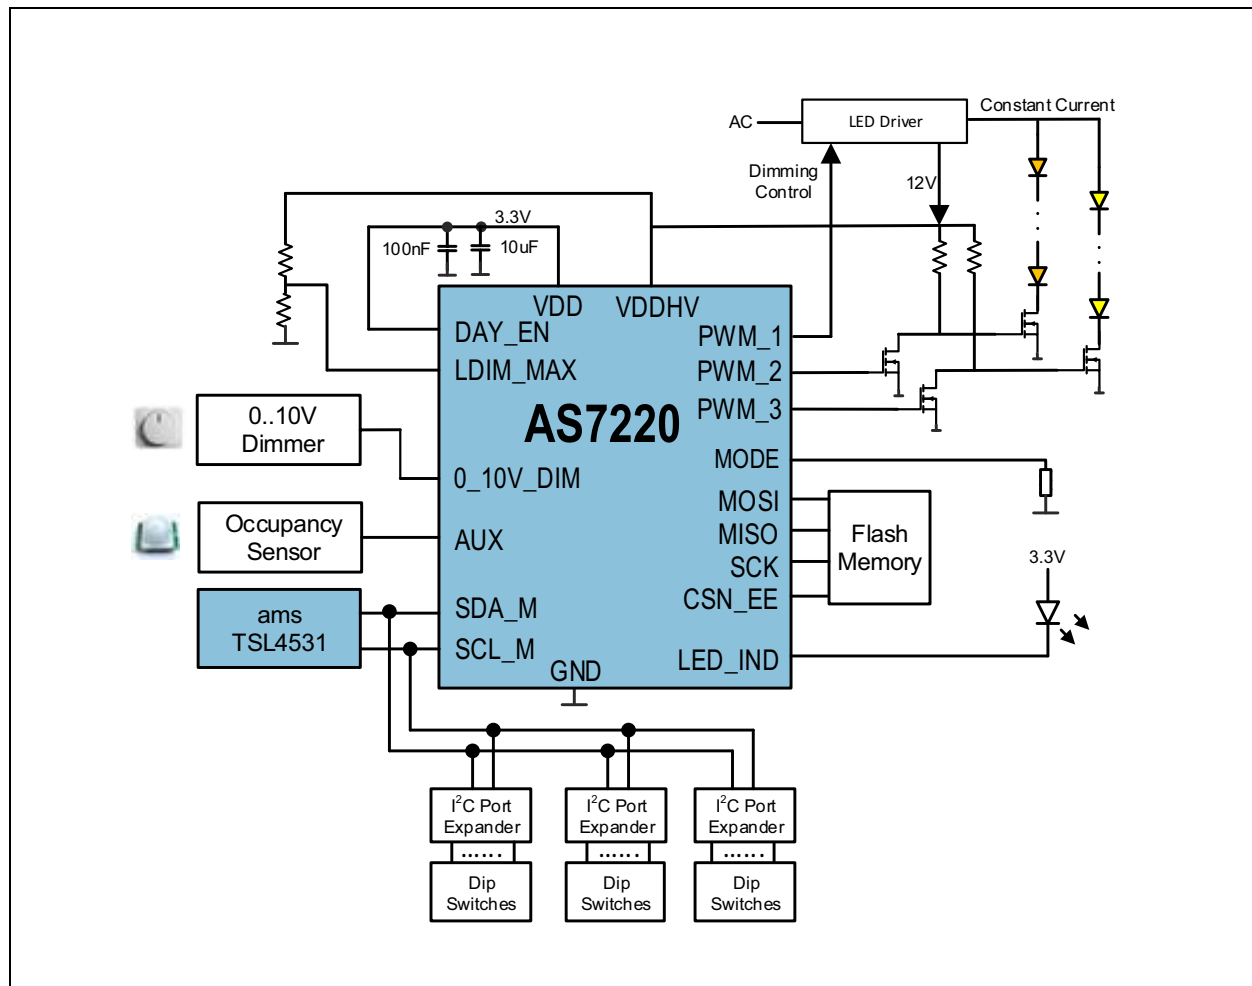 Constant Current
AC
LED Driver
Dimming
Control
12V
3.3V
100nF
10uF
VDD
VDDHV
DAY_EN
PWM_1
LDIM_MAX
PWM_2
PWM_3
AS7220
0..10V
Dimmer
0_10V_DIM
MODE
MOSI
MISO
SCK
CSN_EE
Flash
Memory
Occupancy
Sensor
AUX
3.3V
ams
TSL4531
SDA_M
SCL_M
LED_IND
GND
I²C Port
Expander
I²C Port
Expander
I²C Port
Expander
......
......
......
Dip
Switches
Dip
Switches
Dip
Switches